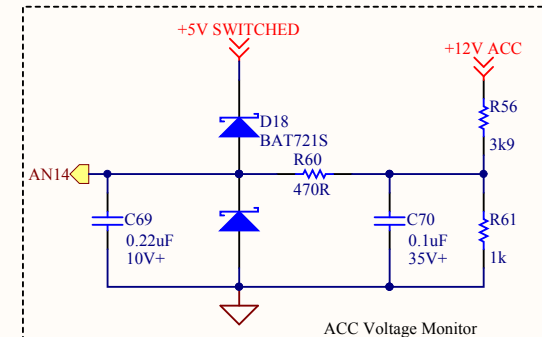 +5V SWITCHED
+12V ACC
D18
BAT721S
R56
3k9
R60
470R
AN14
C69
0.22uF
10V+
C70
0.1uF
35V+
R61
1k
ACC Voltage Monitor